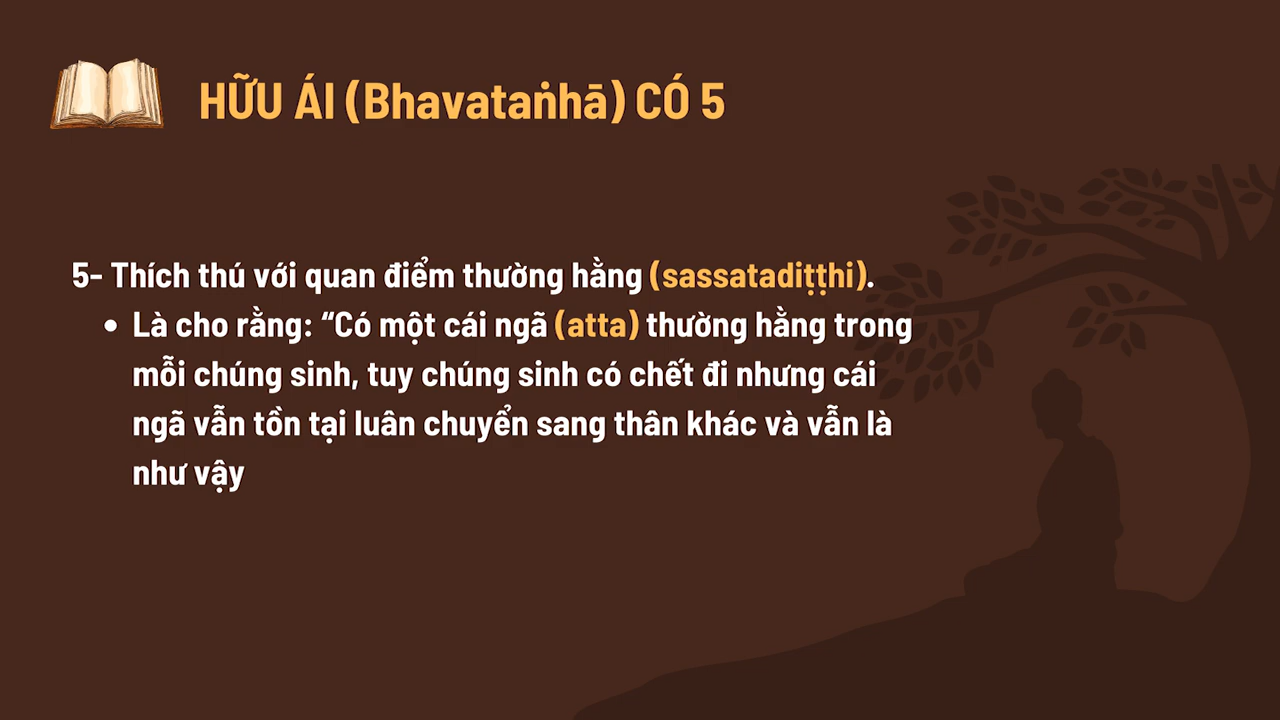 HỮU ÁI (Bhavataṅhā) CÓ 5
5- Thích thú với quan điểm thường hằng (sassatadiṭṭhi).
• Là cho rằng: “Có một cái ngã (atta) thường hằng trong
mỗi chúng sinh, tuy chúng sinh có chết đi nhưng cái
ngã vẫn tồn tại luân chuyển sang thân khác và vẫn là
như vậy